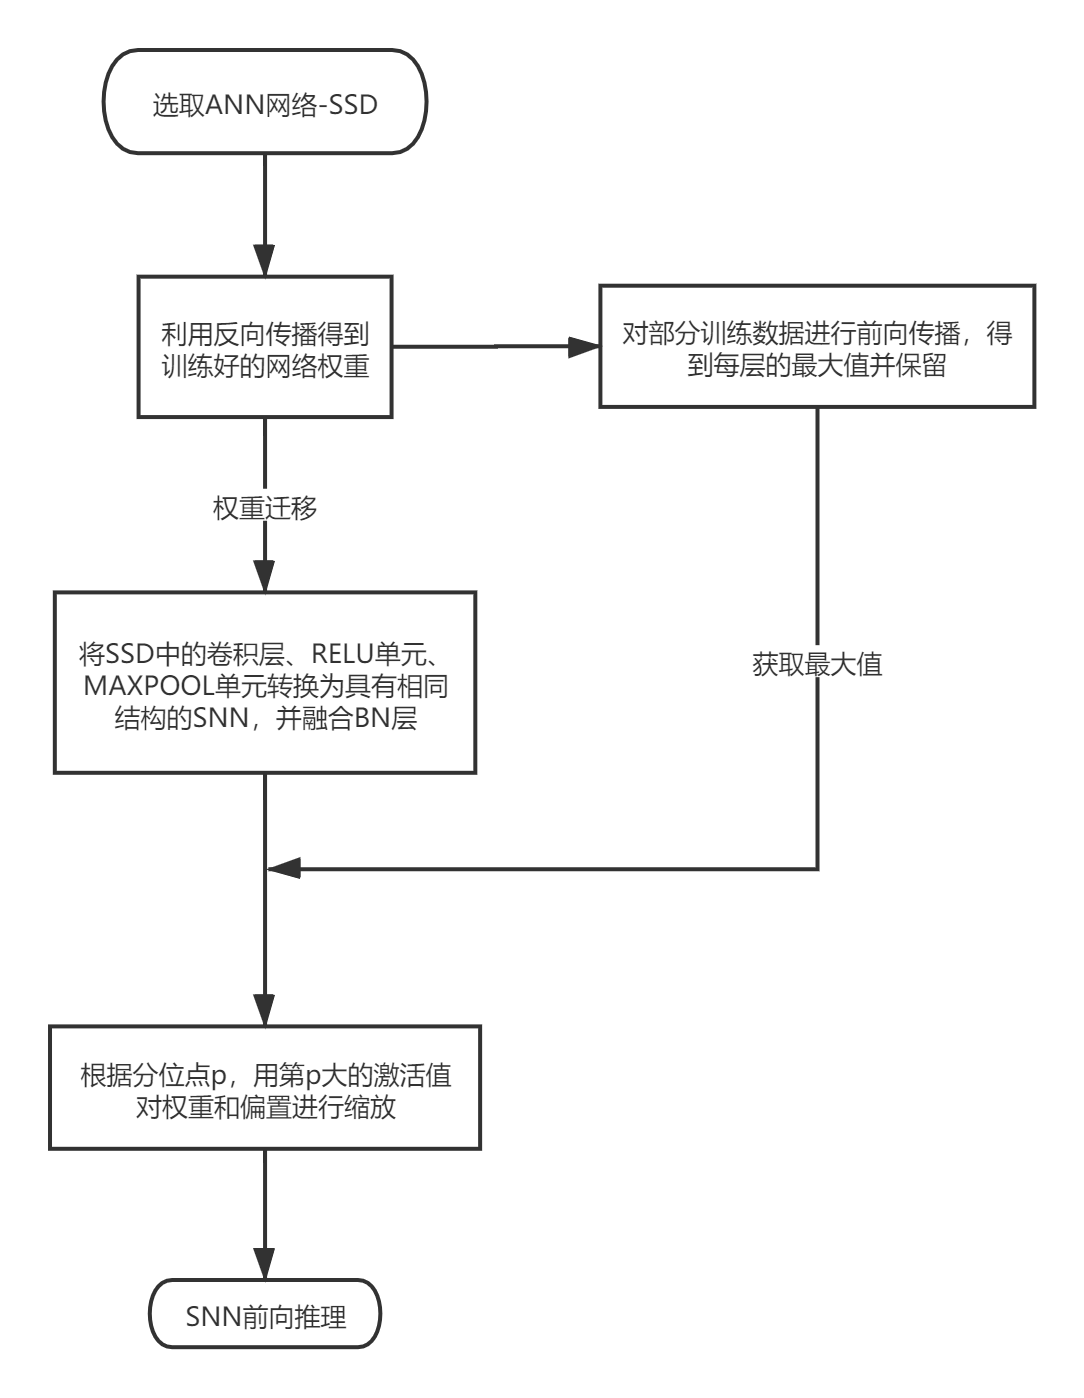 选取ANN网络-SSD
利用反向传播得到
训练好的网络权重
对部分训练数据进行前向传播，得
到每层的最大值并保留
权重迁移
将SSD中的卷积层、RELU单元、
MAXPOOL单元转换为具有相同
结构的SNN，并融合BN层
获取最大值
根据分位点p，用第p大的激活值
对权重和偏置进行缩放
SNN前向推理